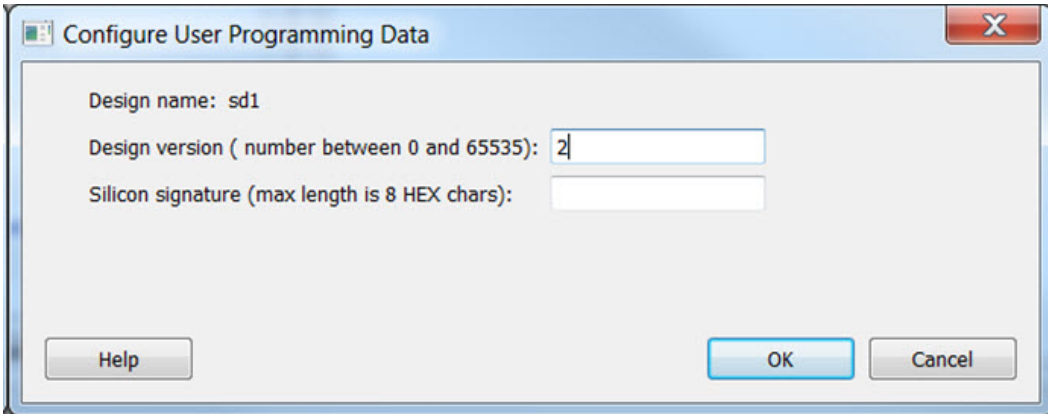 Configure User Programming Data
X
Design name: sd1
Design version ( number between 0 and 65535): 2
Silicon signature (max length is 8 HEX chars):
Help OK Cancel